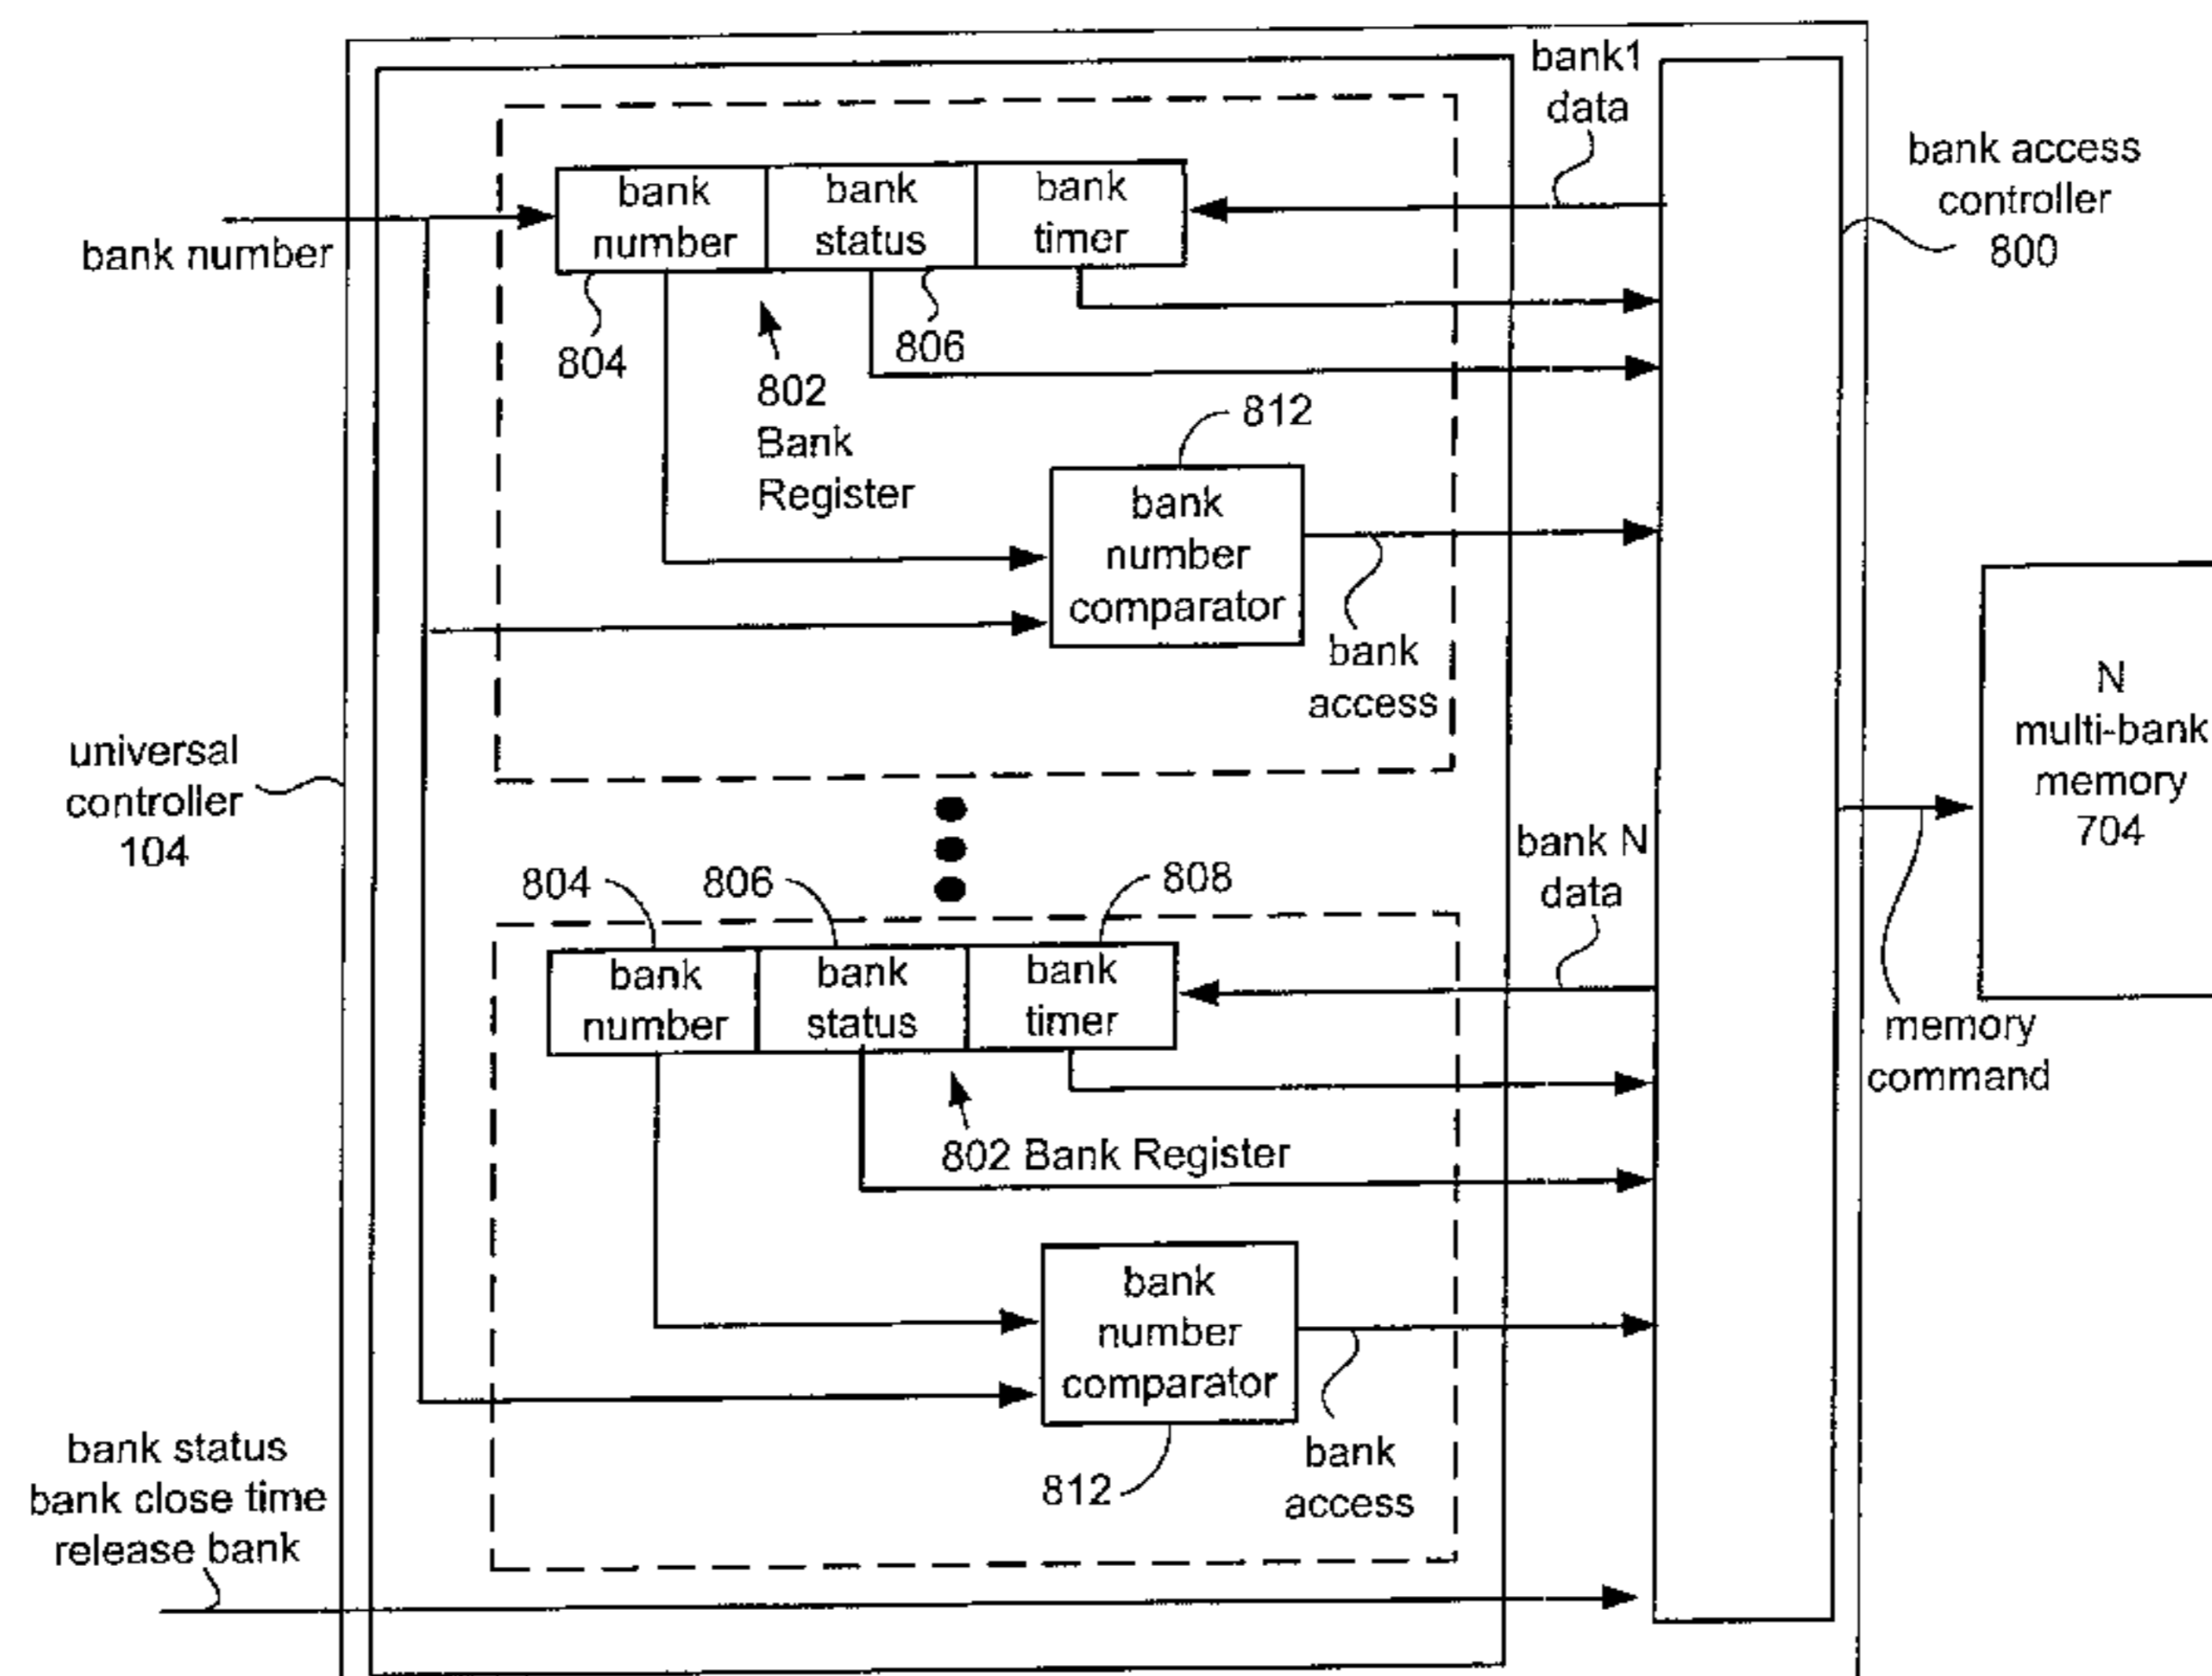 bank1
data
bank access
controller
800
bank number
bank
number
bank
status
bank
timer
804
806
802
Bank
Register
812
bank
number
comparator
bank
access
universal
controller
104
N
multi-bank
memory
704
bank N
data
804
806
808
bank
number
bank
status
bank
timer
memory
command
802 Bank Register
bank
number
comparator
812
bank
access
bank status
bank close time
release bank